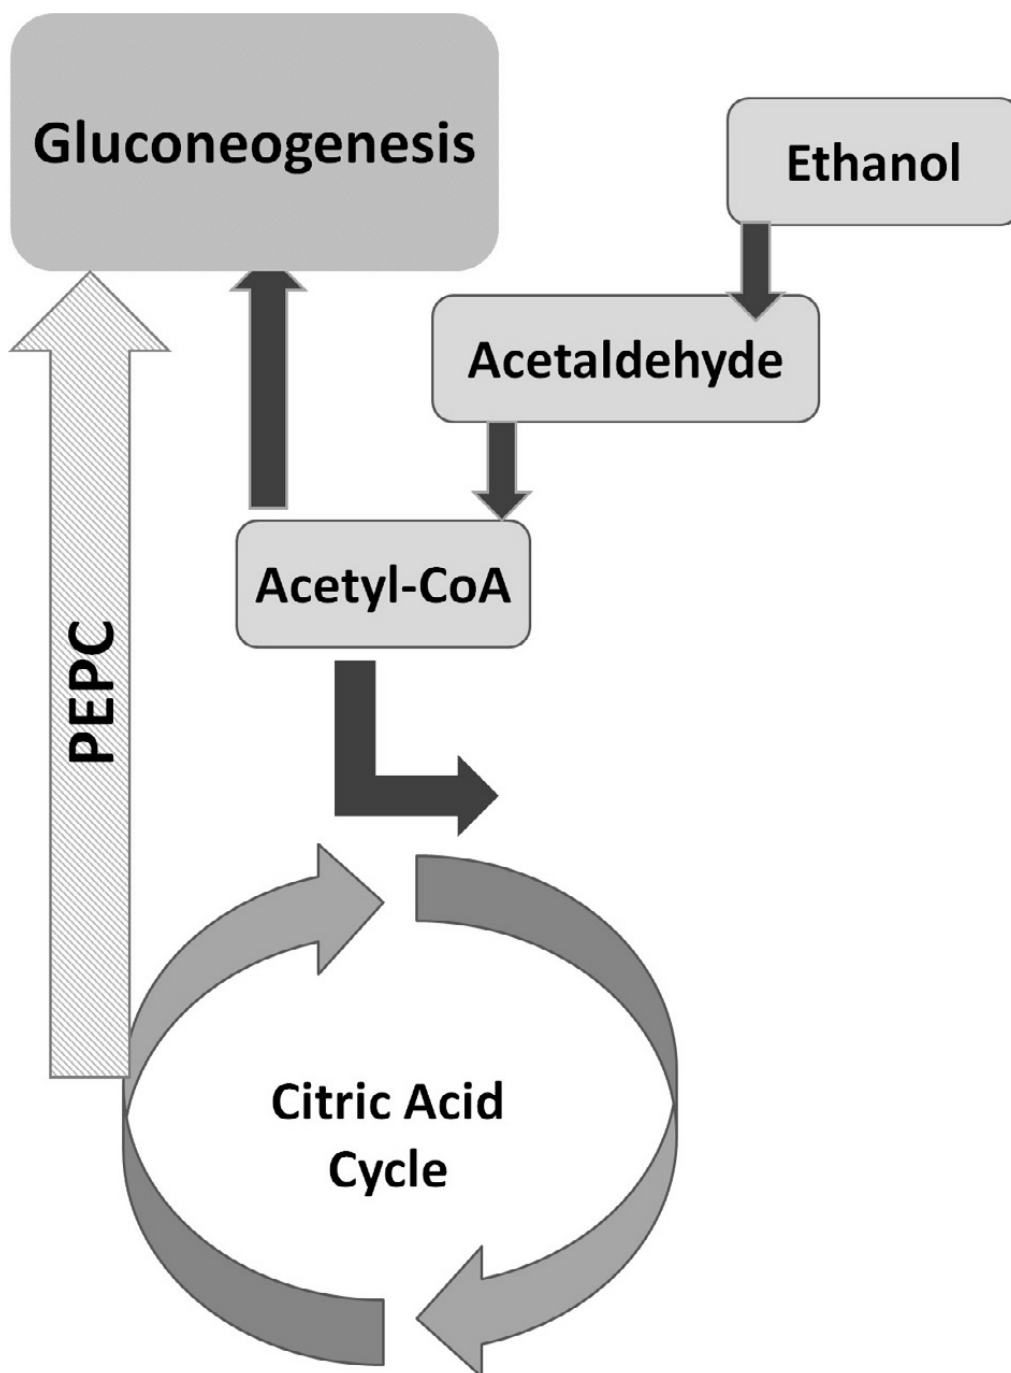 Gluconeogenesis
Ethanol
Acetaldehyde
Acetyl-CoA
PEPC
Citric Acid
Cycle